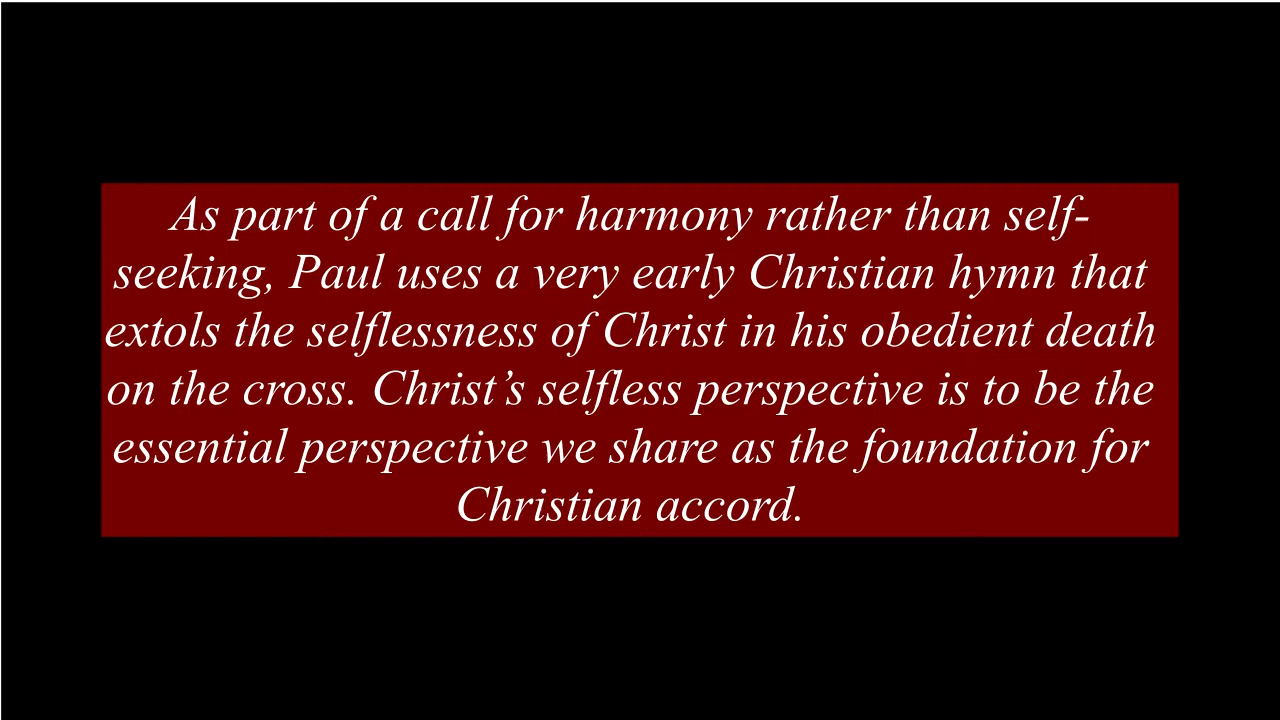 As part of a call for harmony rather than self-
seeking, Paul uses a very early Christian hymn that
extols the selflessness of Christ in his obedient death
on the cross. Christ’s selfless perspective is to be the
essential perspective we share as the foundation for
Christian accord.